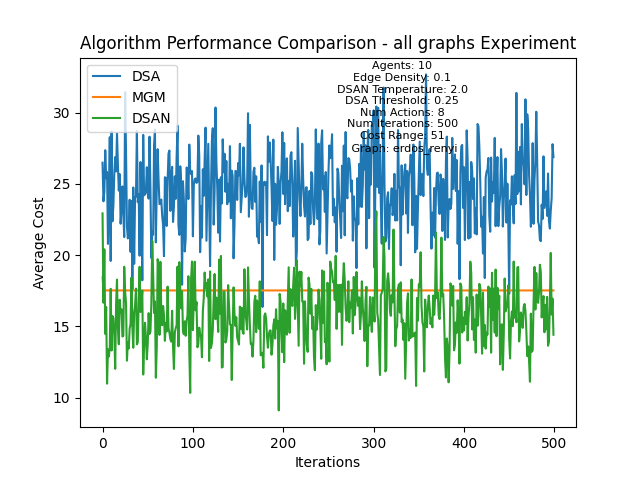 Algorithm Performance Comparison - all graphs Experiment
DSA
MGM
DSAN
Agents: 10
Edge Density: 0.1
DSAN Temperature: 2.0
DSA Threshold: 0.25
Num Actions: 8
Num Iterations: 500
Cost Range: 51
Graph: erdos_renyi
Average Cost
30
25
20
15
10
0
100
200
300
400
500
Iterations